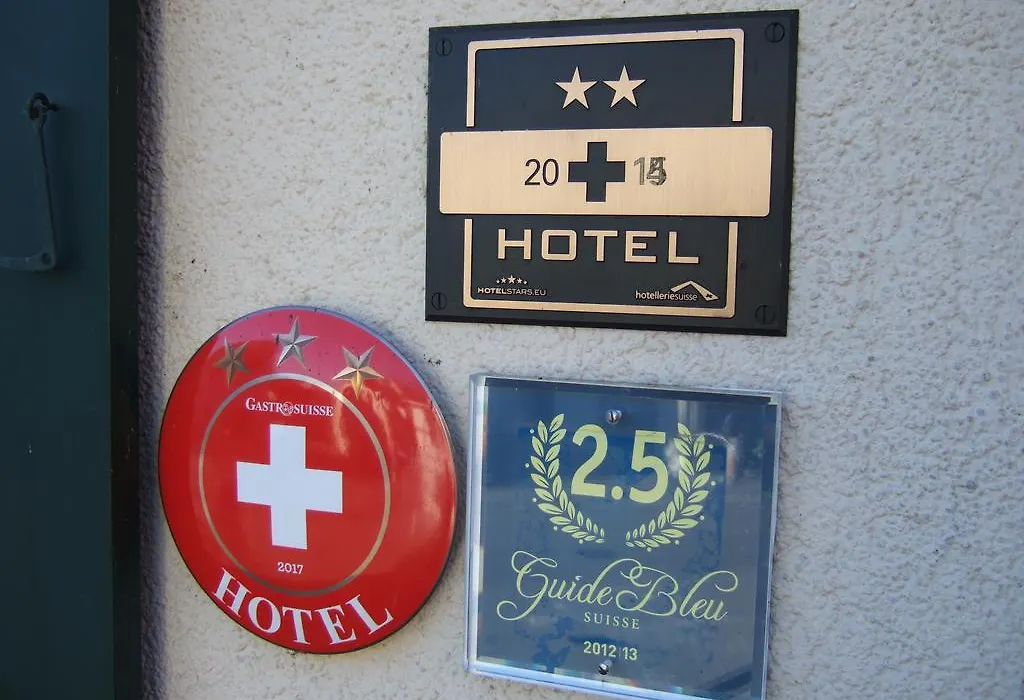 20 15
HOTEL
HOTELSTARS.EU hotelleriesuisse
GASTROSUISSE
2017
HOTEL
2.5
Guide Bleu
SUISSE
2012|13